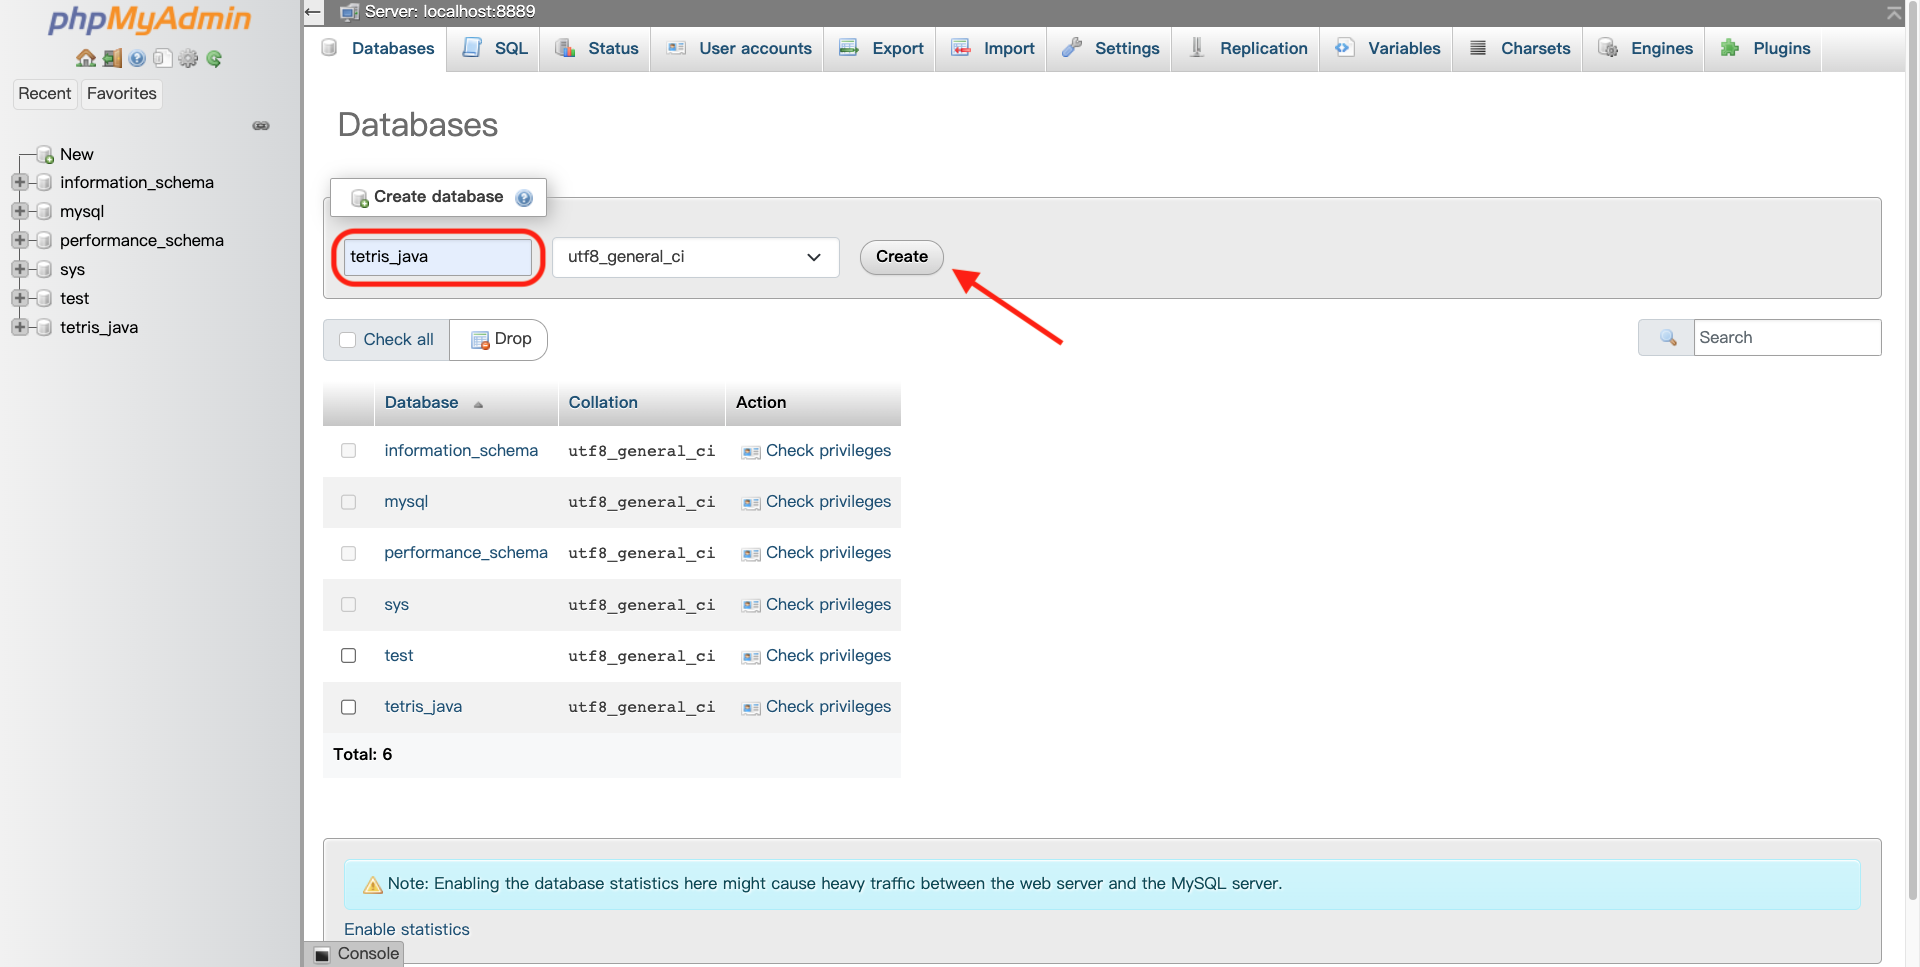 phpMyAdmin
Recent Favorites
New
information_schema
mysql
performance_schema
sys
test
tetris_java
Server: localhost:8889
Databases SQL Status User accounts Export Import Settings Replication Variables Charsets Engines Plugins
Databases
Create database
tetris_java utf8_general_ci Create
Check all Drop Search
Database Collation Action
information_schema utf8_general_ci Check privileges
mysql utf8_general_ci Check privileges
performance_schema utf8_general_ci Check privileges
sys utf8_general_ci Check privileges
test utf8_general_ci Check privileges
tetris_java utf8_general_ci Check privileges
Total: 6
Note: Enabling the database statistics here might cause heavy traffic between the web server and the MySQL server.
Enable statistics
Console